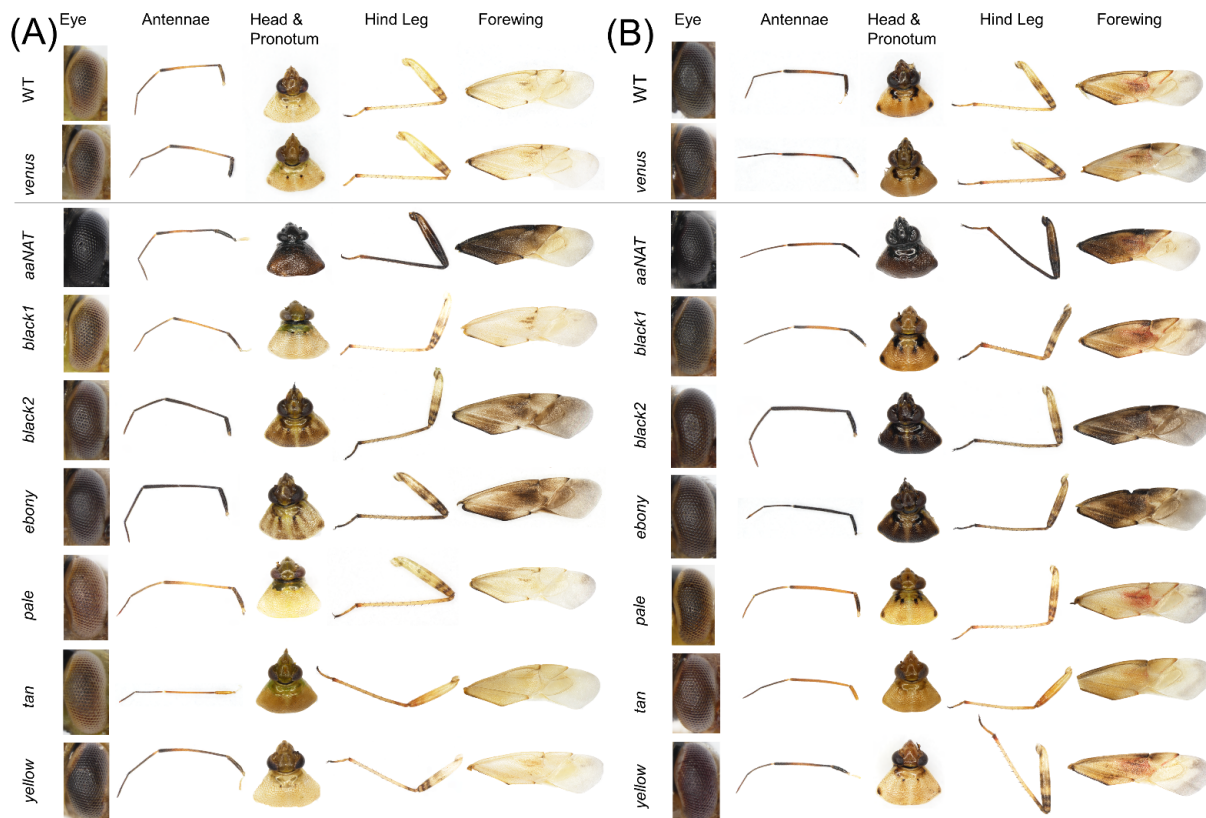 (A)
Eye
Antennae
Head &
Pronotum
Hind Leg
Forewing
WT
venus
aaNAT
black1
black2
ebony
pale
tan
yellow
(B)
Eye
Antennae
Head &
Pronotum
Hind Leg
Forewing
WT
venus
aaNAT
black1
black2
ebony
pale
tan
yellow